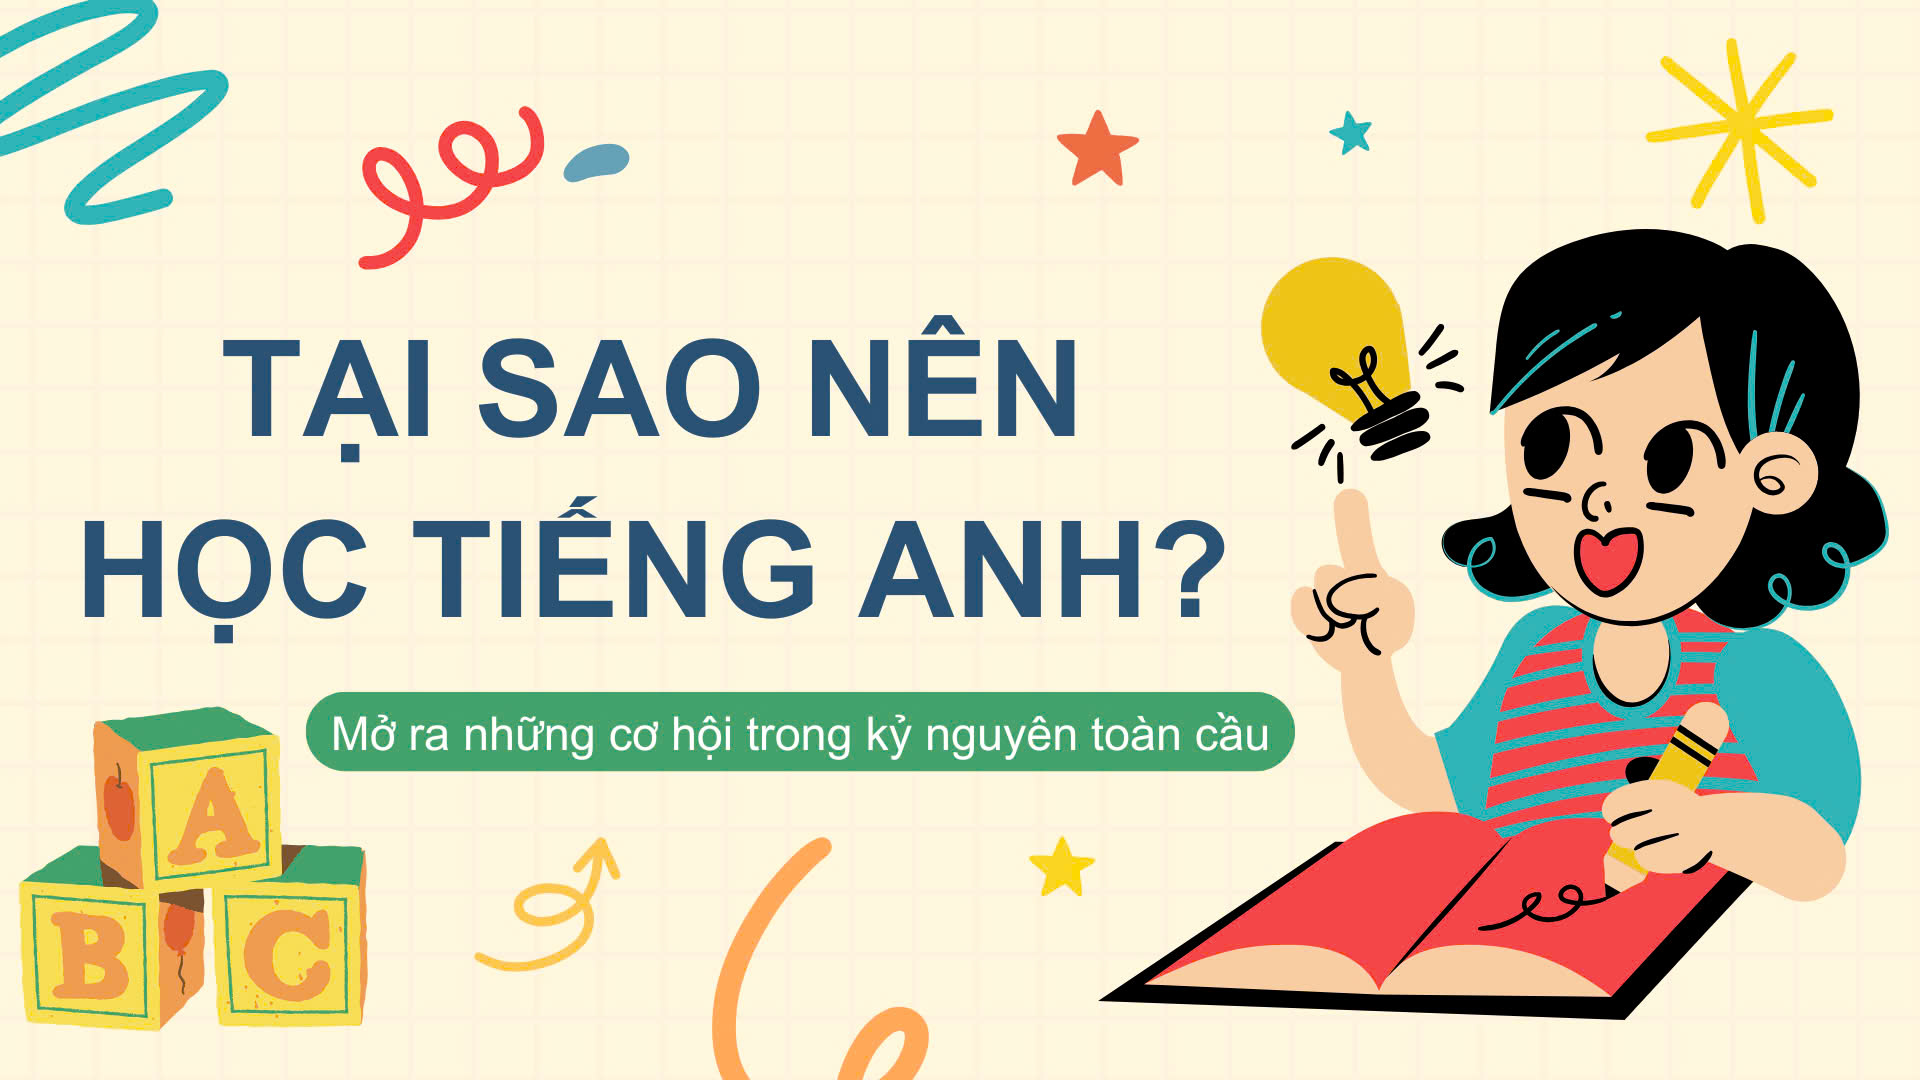 TẠI SAO NÊN
HỌC TIẾNG ANH?
Mở ra những cơ hội trong kỷ nguyên toàn cầu
A
B C